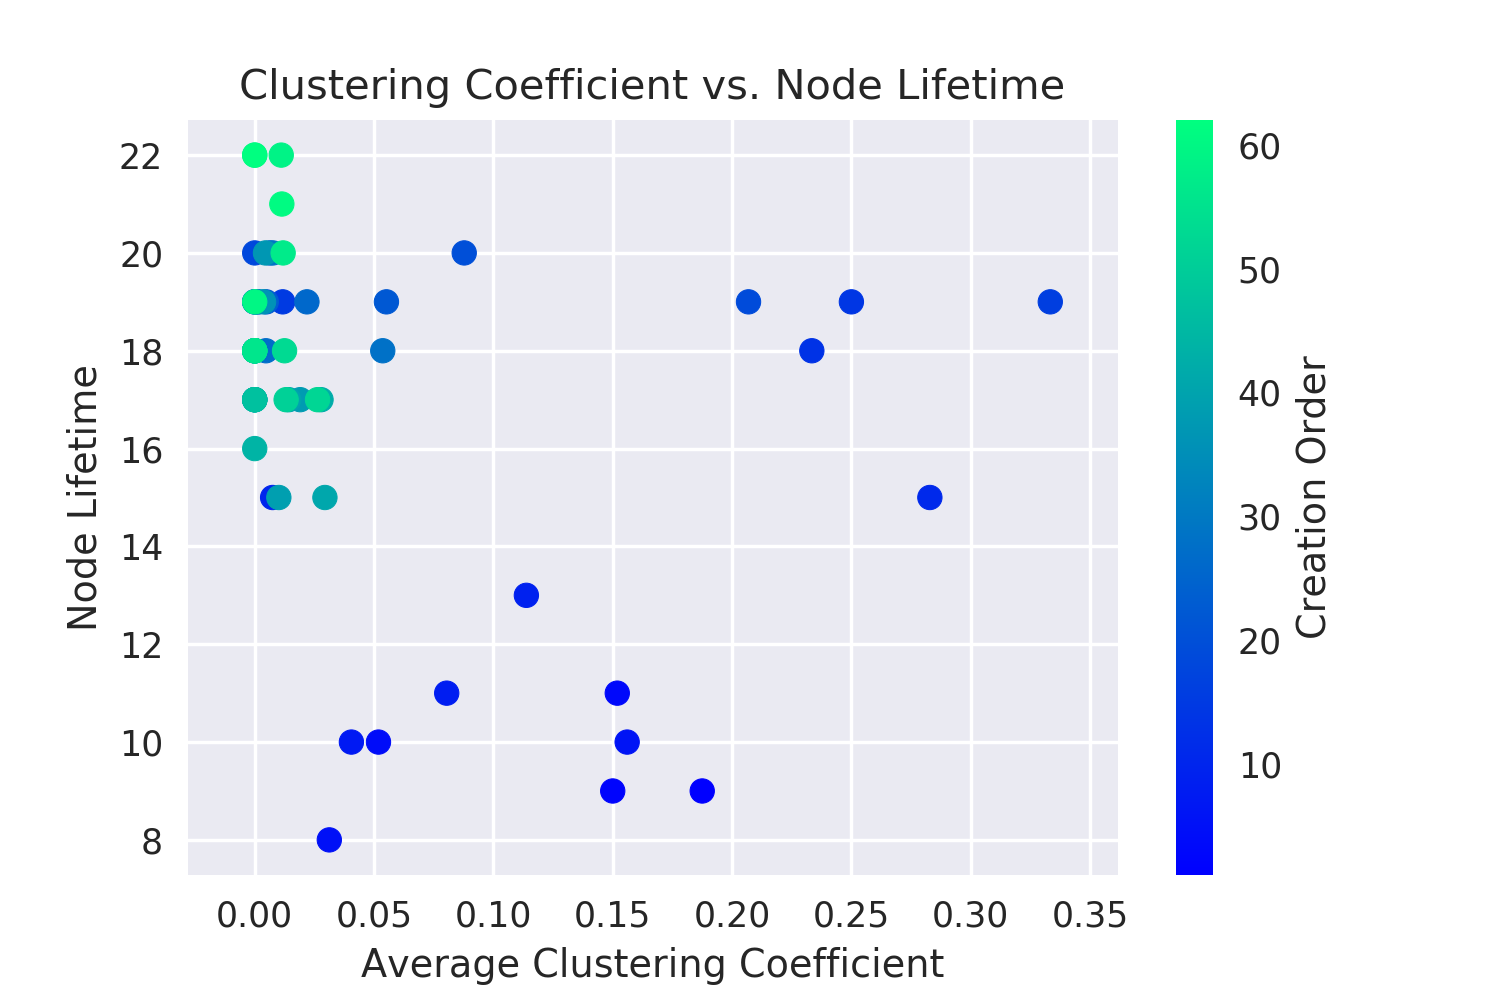 Clustering Coefficient vs. Node Lifetime
22
20
18
16
14
12
10
8
Node Lifetime
0.00 0.05 0.10 0.15 0.20 0.25 0.30 0.35
Average Clustering Coefficient
60
50
40
30
20
10
Creation Order